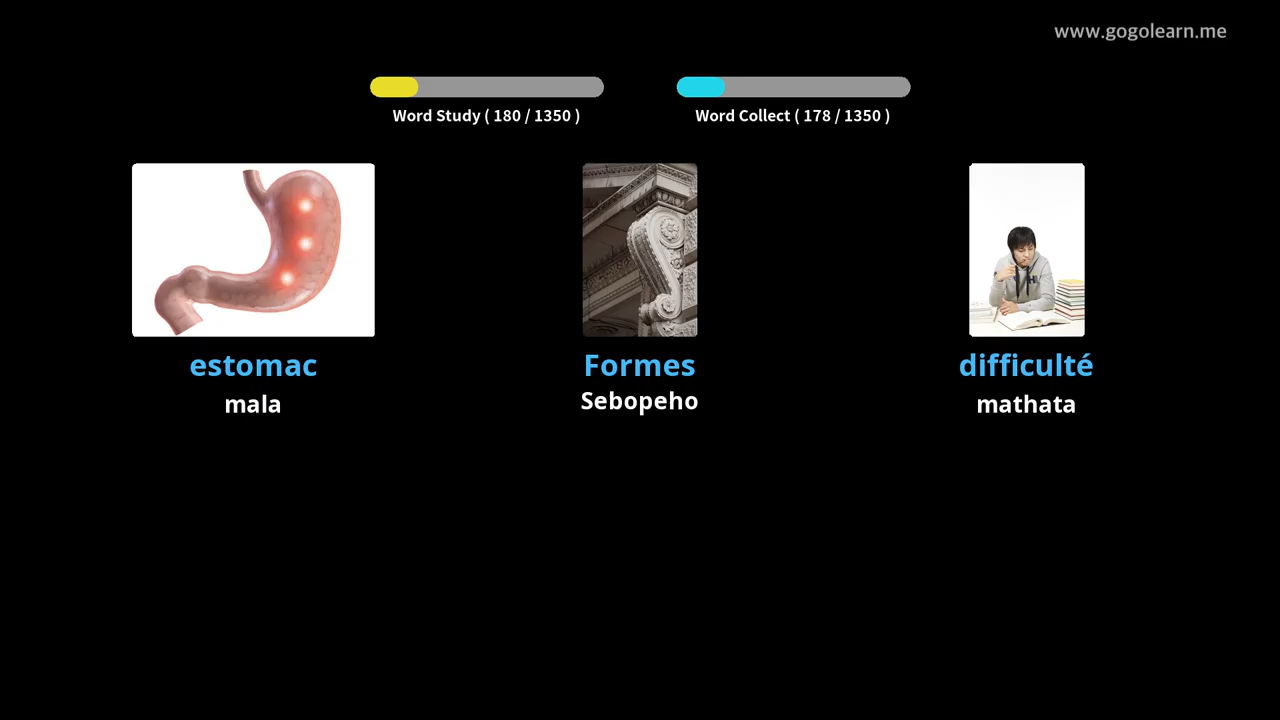 www.gogolearn.me
Word Study ( 180 / 1350 )
Word Collect ( 178 / 1350 )
estomac
mala
Formes
Sebopeho
difficulté
mathata